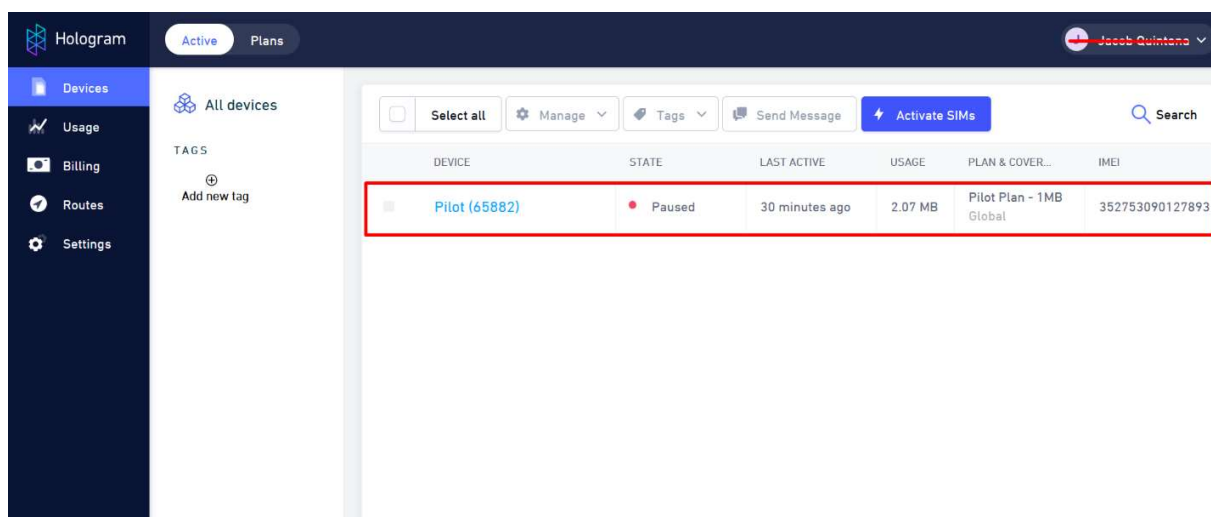 Hologram
Active Plans
Jacob Quintana
Devices
Usage
Billing
Routes
Settings
All devices
TAGS
Add new tag
Select all Manage Tags Send Message Activate SIMs Search
DEVICE STATE LAST ACTIVE USAGE PLAN & COVER... IMEI
Pilot (65882) Paused 30 minutes ago 2.07 MB Pilot Plan - 1MB 352753090127893
Global